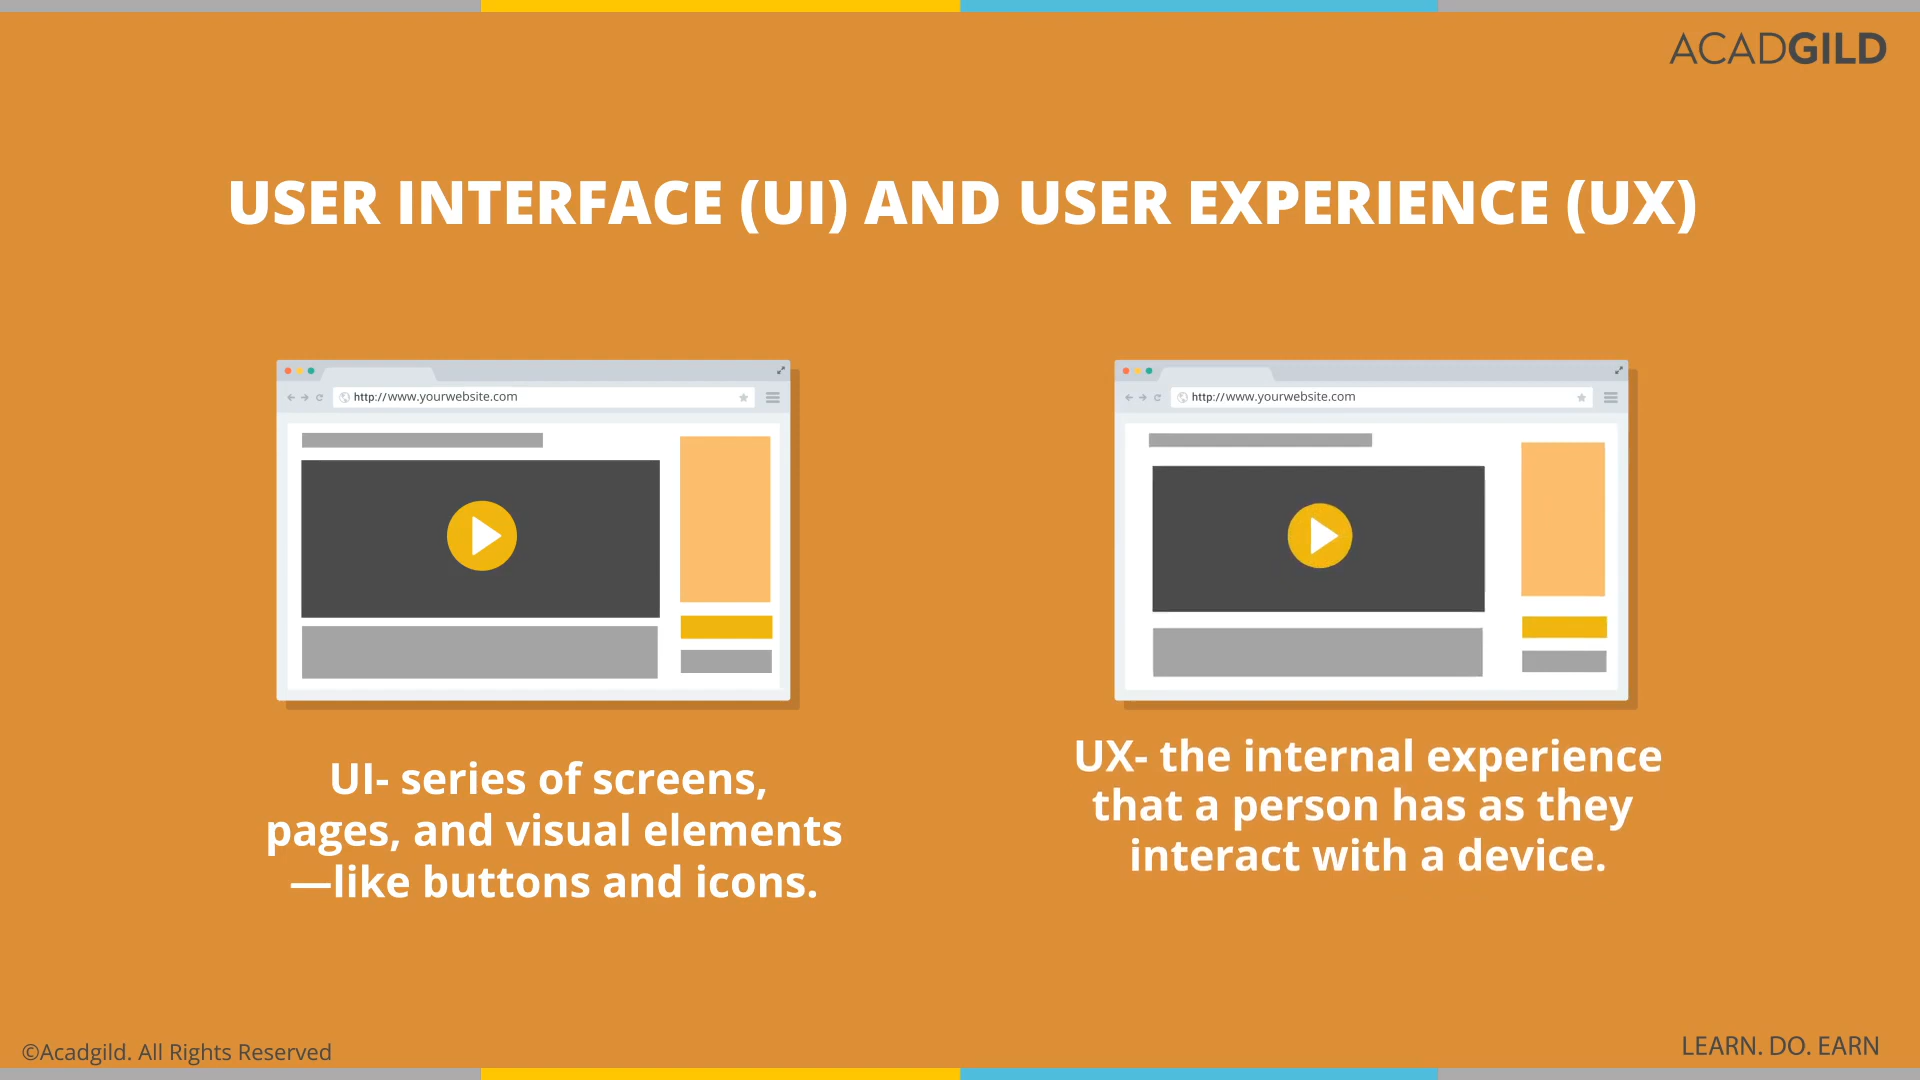 ACADGILD
USER INTERFACE (UI) AND USER EXPERIENCE (UX)
http://www.yourwebsite.com
http://www.yourwebsite.com
UI- series of screens,
pages, and visual elements
—like buttons and icons.
UX- the internal experience
that a person has as they
interact with a device.
©Acadgild. All Rights Reserved
LEARN. DO. EARN